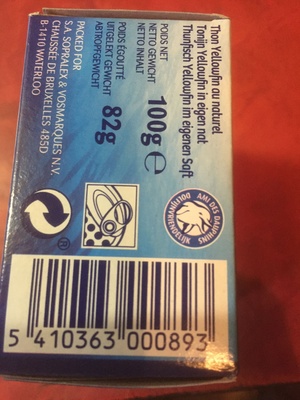 Thon Yellowfin au naturel
Tonijn Yellowfin in eigen nat
Thunfisch Yellowfin im eigenen Saft
POIDS NET
NETTO GEWICHT
NETTO INHALT
100g e
POIDS ÉGOUTTÉ
UITGELEKT GEWICHT
ABTROPFGEWICHT
82g
PACKED FOR:
S.A. SOPRALEX & VOSMARQUES N.V.
CHAUSSÉE DE BRUXELLES 485D
B-1410 WATERLOO
AMI DES DAUPHINS
DOLFIJNVRIENDELIJK
5 410363 000893